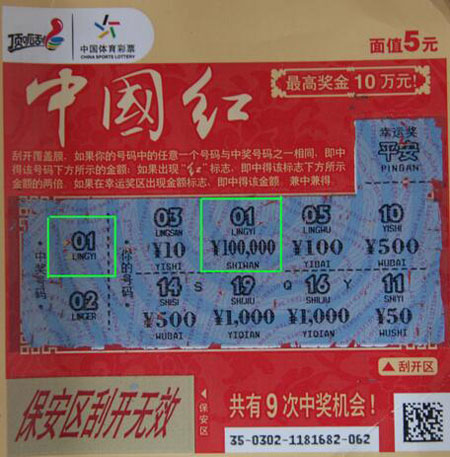 顶呱刮
中国体育彩票
CHINA SPORTS LOTTERY
面值5元
中國红
最高奖金10万元!
刮开覆盖膜，如果你的号码中的任意一个号码与中奖号码之一相同，即中
得该号码下方所示的金额。如果出现“红”标志，即中得该标志下方所示
金额的两倍。如果在幸运奖区出现金额标志，即中得该金额。兼中兼得。
幸运奖
平安
PINGAN
中奖号码
01
LINGYI
02
LINGER
你的号码
03
LINGSAN
¥10
YISHI
01
LINGYI
¥100,000
SHIWAN
05
LINGWU
¥100
YIBAI
10
YISHI
¥500
WUBAI
14
SISHI
¥500
WUBAI
S
19
SHIJIU
¥1,000
YIQIAN
Q
16
SHILIU
¥1,000
YIQIAN
Y
11
SHIYI
¥50
WUSHI
▲刮开区
保安区刮开无效
保安区
共有9次中奖机会!
35-0302-1181682-062